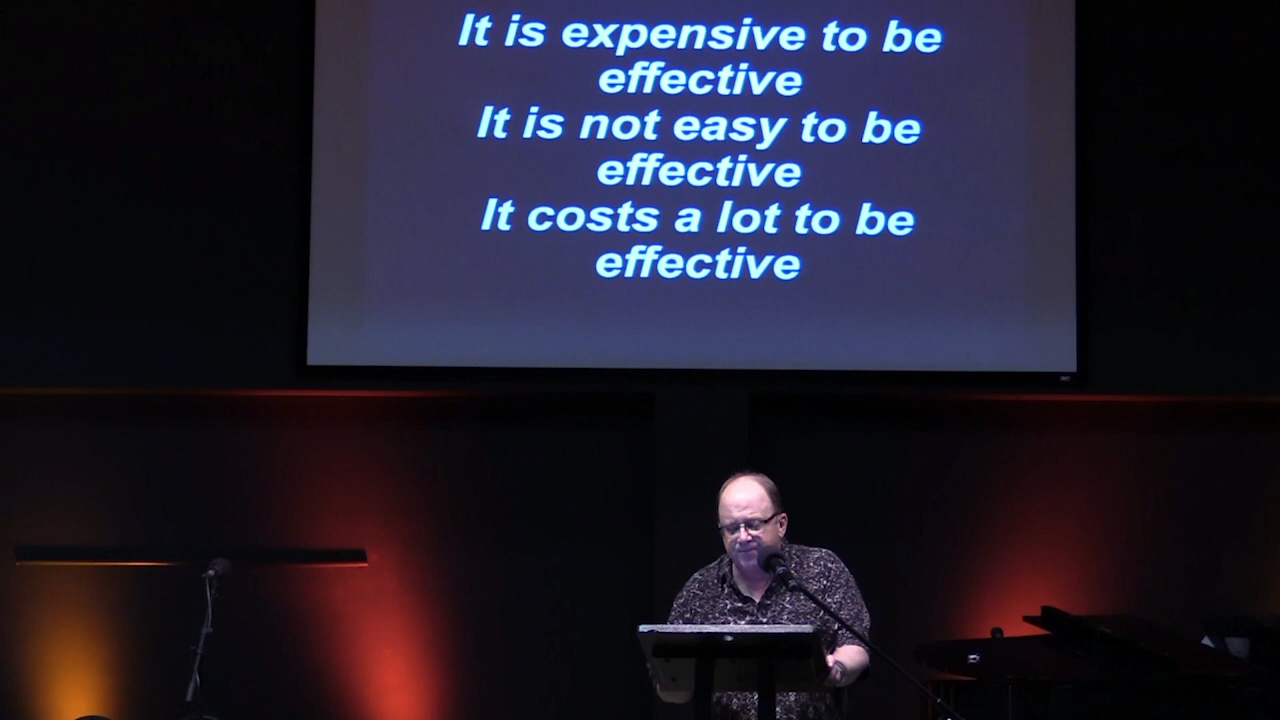 It is expensive to be
effective
It is not easy to be
effective
It costs a lot to be
effective